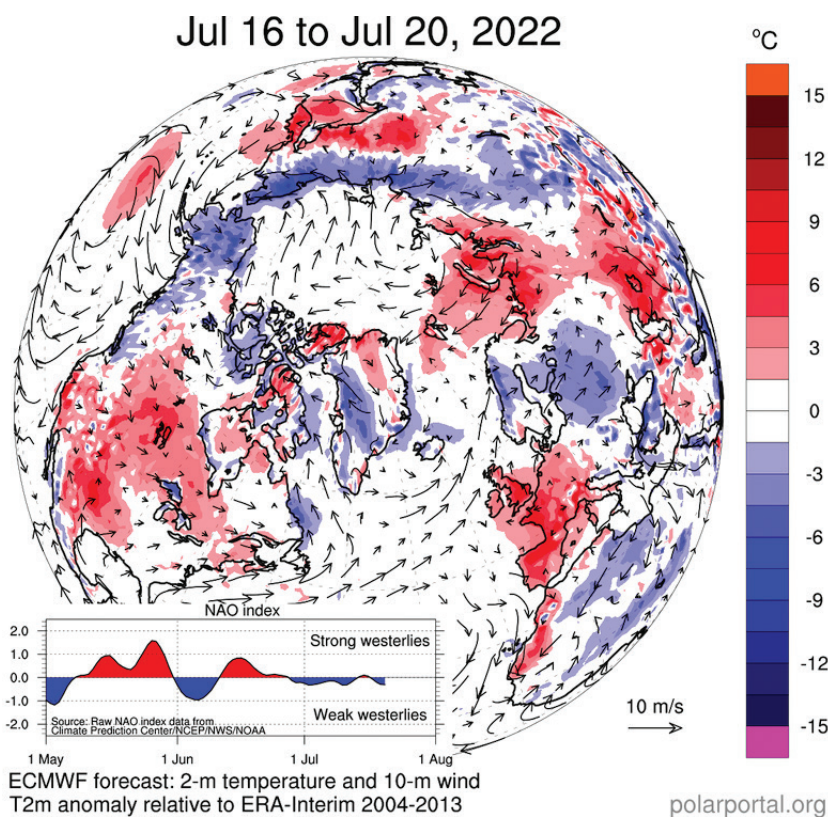 Jul 16 to Jul 20, 2022
°C
15
12
9
6
3
0
-3
-6
-9
-12
-15
NAO index
2.0
1.0
0.0
-1.0
-2.0
Strong westerlies
Weak westerlies
Source: Raw NAO index data from
Climate Prediction Center/NCEP/NWS/NOAA
1 May
1 Jun
1 Jul
1 Aug
10 m/s
ECMWF forecast: 2-m temperature and 10-m wind
T2m anomaly relative to ERA-Interim 2004-2013
polarportal.org